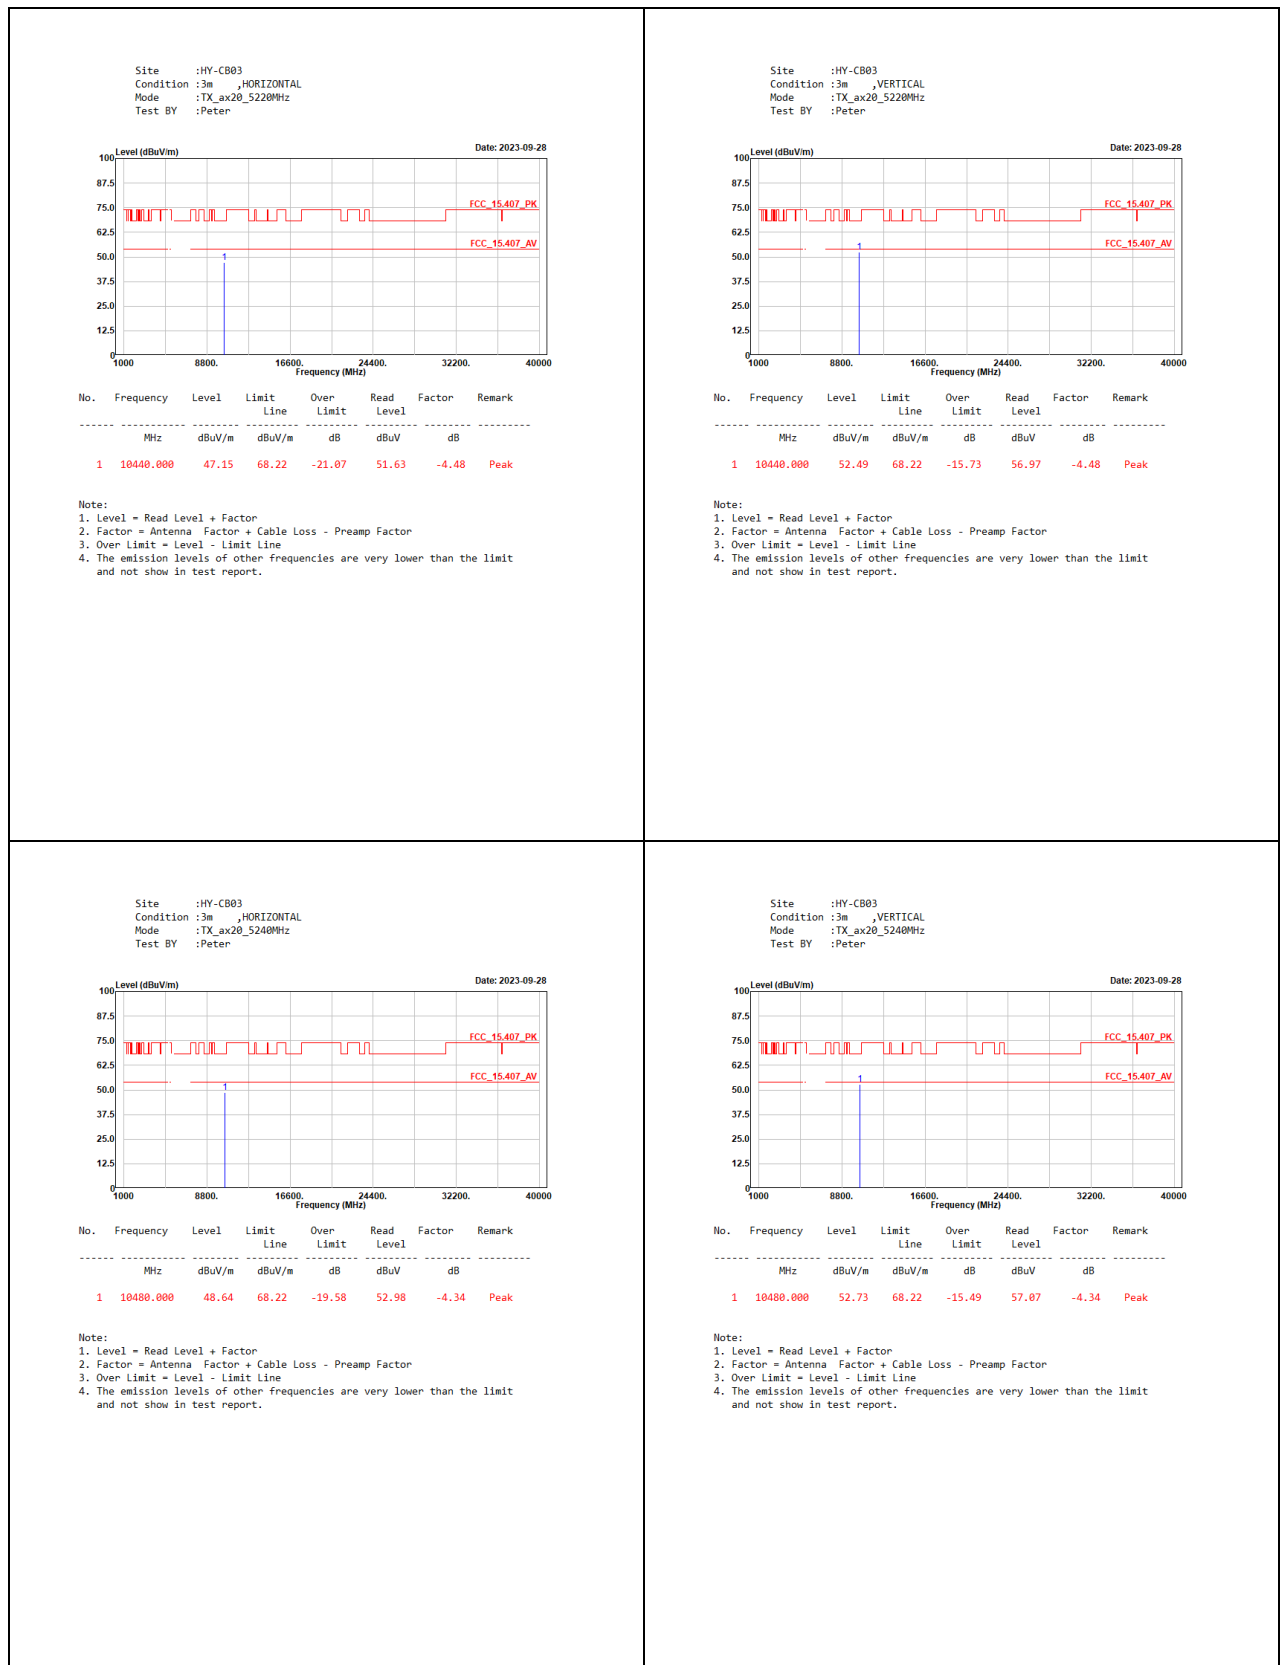 Site      :HY-CB03
Condition :3m    ,HORIZONTAL
Mode      :TX_ax20_5220MHz
Test BY   :Peter
Level (dBuV/m)
Date: 2023-09-28
100
87.5
75.0
62.5
50.0
37.5
25.0
12.5
0
FCC_15.407_PK
FCC_15.407_AV
1
1000 8800. 16600. 24400. 32200. 40000
Frequency (MHz)
No. Frequency Level Limit Over Read Factor Remark
Line Limit Level
------ ----------- -------- --------- --------- --------- -------- ---------
MHz dBuV/m dBuV/m dB dBuV dB
1 10440.000 47.15 68.22 -21.07 51.63 -4.48 Peak
Note:
1. Level = Read Level + Factor
2. Factor = Antenna  Factor + Cable Loss - Preamp Factor
3. Over Limit = Level - Limit Line
4. The emission levels of other frequencies are very lower than the limit
and not show in test report.
Site      :HY-CB03
Condition :3m    ,VERTICAL
Mode      :TX_ax20_5220MHz
Test BY   :Peter
Level (dBuV/m)
Date: 2023-09-28
100
87.5
75.0
62.5
50.0
37.5
25.0
12.5
0
FCC_15.407_PK
FCC_15.407_AV
1
1000 8800. 16600. 24400. 32200. 40000
Frequency (MHz)
No. Frequency Level Limit Over Read Factor Remark
Line Limit Level
------ ----------- -------- --------- --------- --------- -------- ---------
MHz dBuV/m dBuV/m dB dBuV dB
1 10440.000 52.49 68.22 -15.73 56.97 -4.48 Peak
Note:
1. Level = Read Level + Factor
2. Factor = Antenna  Factor + Cable Loss - Preamp Factor
3. Over Limit = Level - Limit Line
4. The emission levels of other frequencies are very lower than the limit
and not show in test report.
Site      :HY-CB03
Condition :3m    ,HORIZONTAL
Mode      :TX_ax20_5240MHz
Test BY   :Peter
Level (dBuV/m)
Date: 2023-09-28
100
87.5
75.0
62.5
50.0
37.5
25.0
12.5
0
FCC_15.407_PK
FCC_15.407_AV
1
1000 8800. 16600. 24400. 32200. 40000
Frequency (MHz)
No. Frequency Level Limit Over Read Factor Remark
Line Limit Level
------ ----------- -------- --------- --------- --------- -------- ---------
MHz dBuV/m dBuV/m dB dBuV dB
1 10480.000 48.64 68.22 -19.58 52.98 -4.34 Peak
Note:
1. Level = Read Level + Factor
2. Factor = Antenna  Factor + Cable Loss - Preamp Factor
3. Over Limit = Level - Limit Line
4. The emission levels of other frequencies are very lower than the limit
and not show in test report.
Site      :HY-CB03
Condition :3m    ,VERTICAL
Mode      :TX_ax20_5240MHz
Test BY   :Peter
Level (dBuV/m)
Date: 2023-09-28
100
87.5
75.0
62.5
50.0
37.5
25.0
12.5
0
FCC_15.407_PK
FCC_15.407_AV
1
1000 8800. 16600. 24400. 32200. 40000
Frequency (MHz)
No. Frequency Level Limit Over Read Factor Remark
Line Limit Level
------ ----------- -------- --------- --------- --------- -------- ---------
MHz dBuV/m dBuV/m dB dBuV dB
1 10480.000 52.73 68.22 -15.49 57.07 -4.34 Peak
Note:
1. Level = Read Level + Factor
2. Factor = Antenna  Factor + Cable Loss - Preamp Factor
3. Over Limit = Level - Limit Line
4. The emission levels of other frequencies are very lower than the limit
and not show in test report.